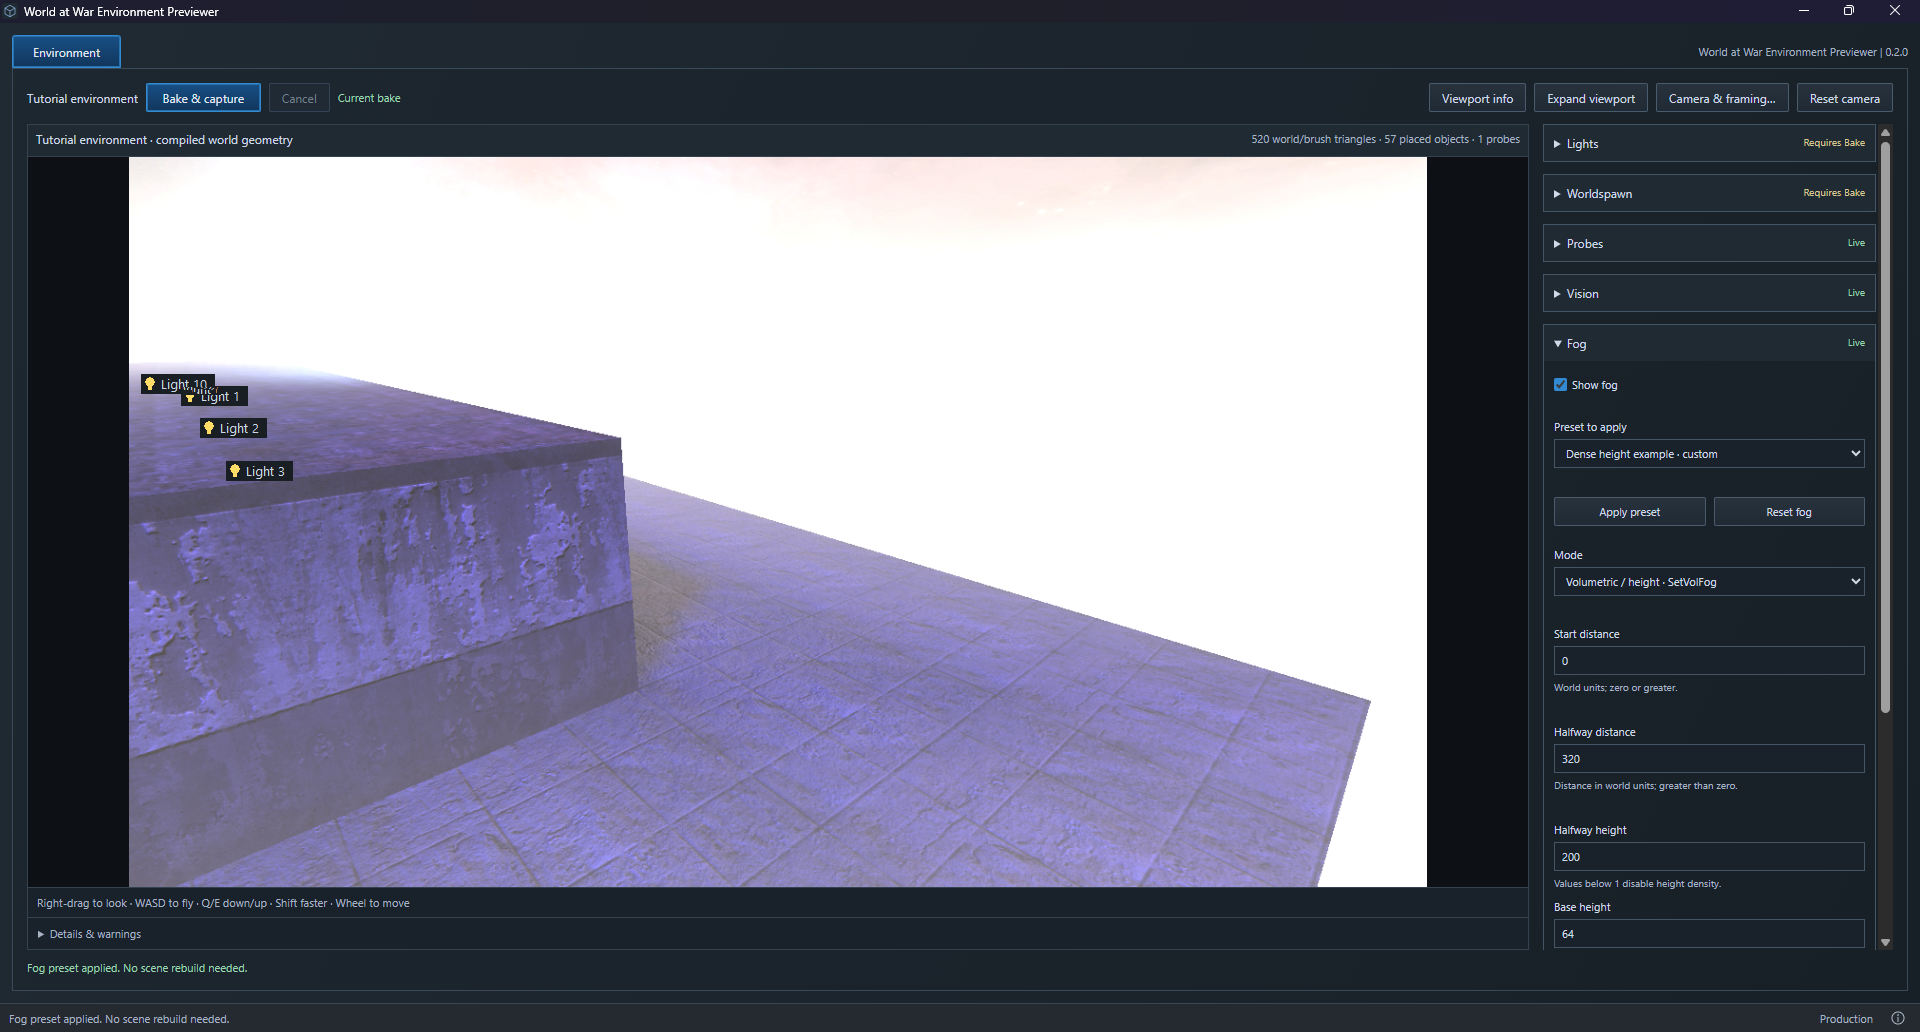 World at War Environment Previewer
Environment
World at War Environment Previewer | 0.2.0
Tutorial environment
Bake & capture
Cancel
Current bake
Viewport info
Expand viewport
Camera & framing...
Reset camera
Tutorial environment · compiled world geometry
520 world/brush triangles · 57 placed objects · 1 probes
Light 10
Light 1
Light 2
Light 3
Right-drag to look · WASD to fly · Q/E down/up · Shift faster · Wheel to move
Details & warnings
Fog preset applied. No scene rebuild needed.
Lights
Requires Bake
Worldspawn
Requires Bake
Probes
Live
Vision
Live
Fog
Live
Show fog
Preset to apply
Dense height example · custom
Apply preset
Reset fog
Mode
Volumetric / height · SetVolFog
Start distance
0
World units; zero or greater.
Halfway distance
320
Distance in world units; greater than zero.
Halfway height
200
Values below 1 disable height density.
Base height
64
Fog preset applied. No scene rebuild needed.
Production